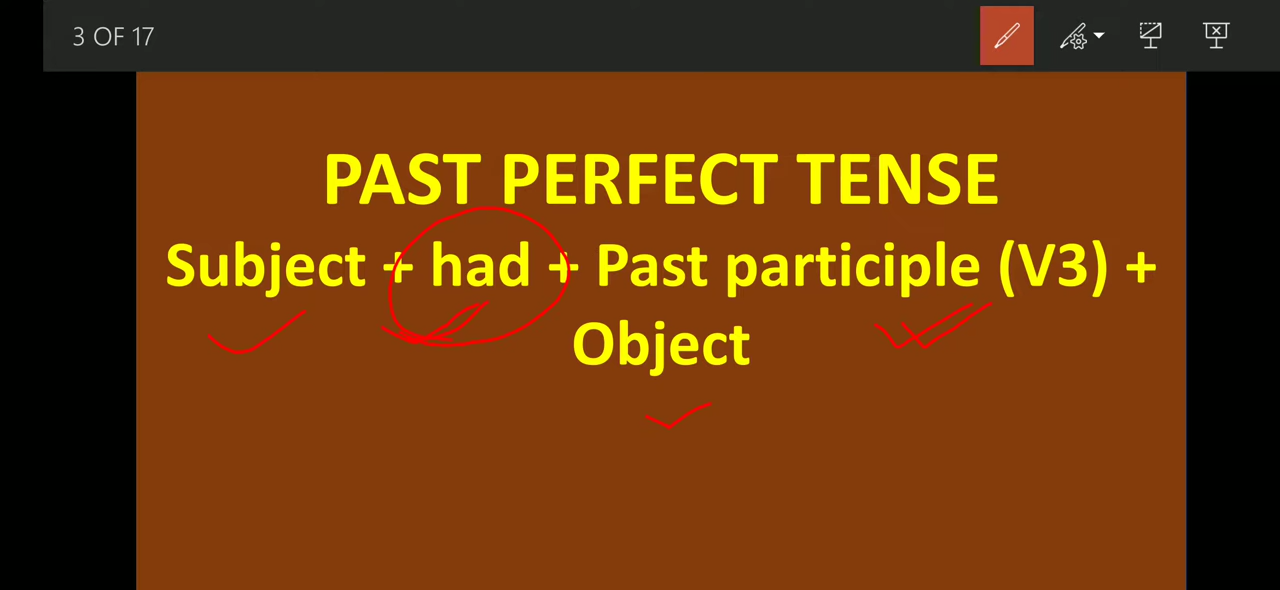 3 OF 17
PAST PERFECT TENSE
Subject + had + Past participle (V3) +
Object